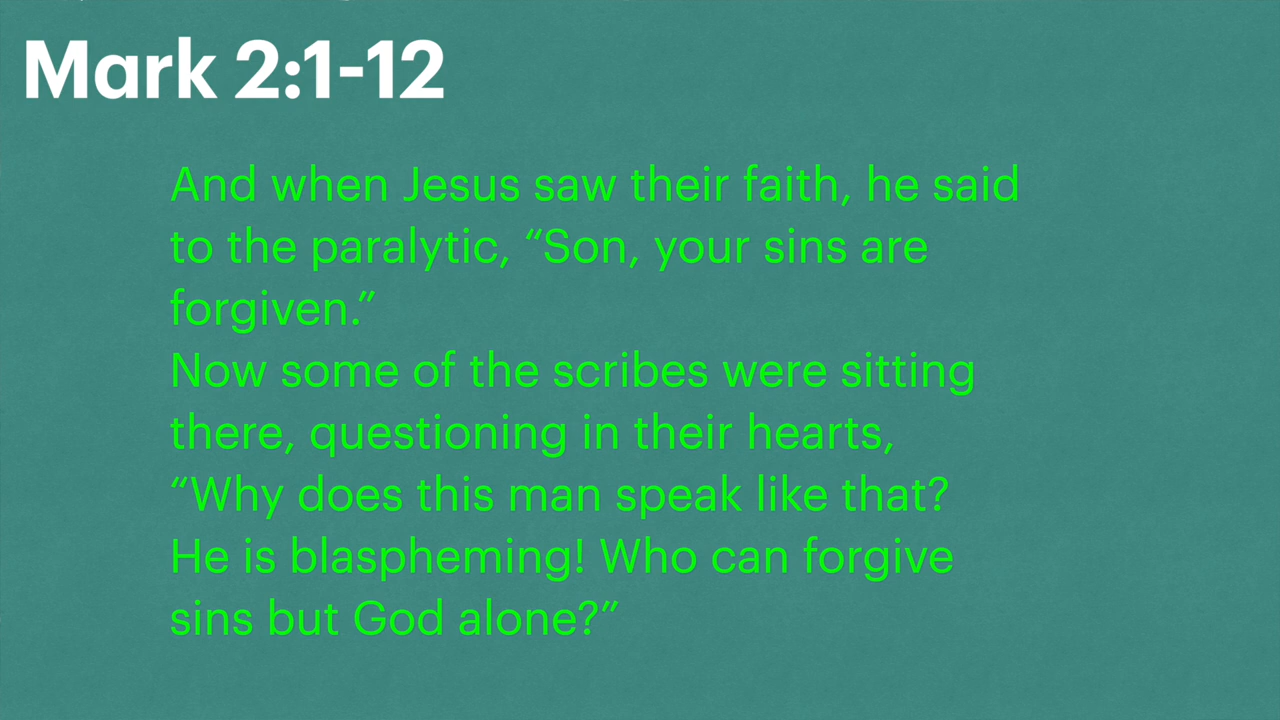 Mark 2:1-12
And when Jesus saw their faith, he said
to the paralytic, “Son, your sins are
forgiven.”
Now some of the scribes were sitting
there, questioning in their hearts,
“Why does this man speak like that?
He is blaspheming! Who can forgive
sins but God alone?”